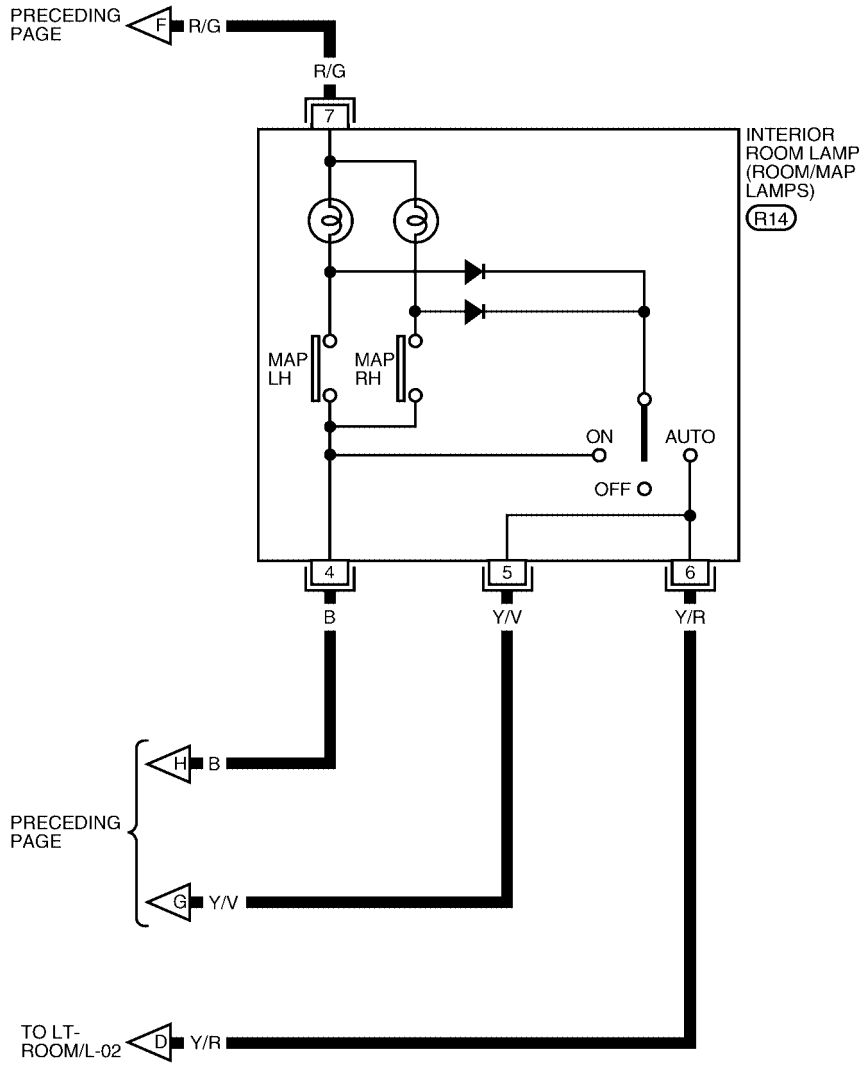 PRECEDING
PAGE
F
R/G
R/G
7
INTERIOR
ROOM LAMP
(ROOM/MAP
LAMPS)
R14
MAP
LH
MAP
RH
ON
AUTO
OFF
4
5
6
B
Y/V
Y/R
H
B
PRECEDING
PAGE
G
Y/V
TO LT-
ROOM/L-02
D
Y/R